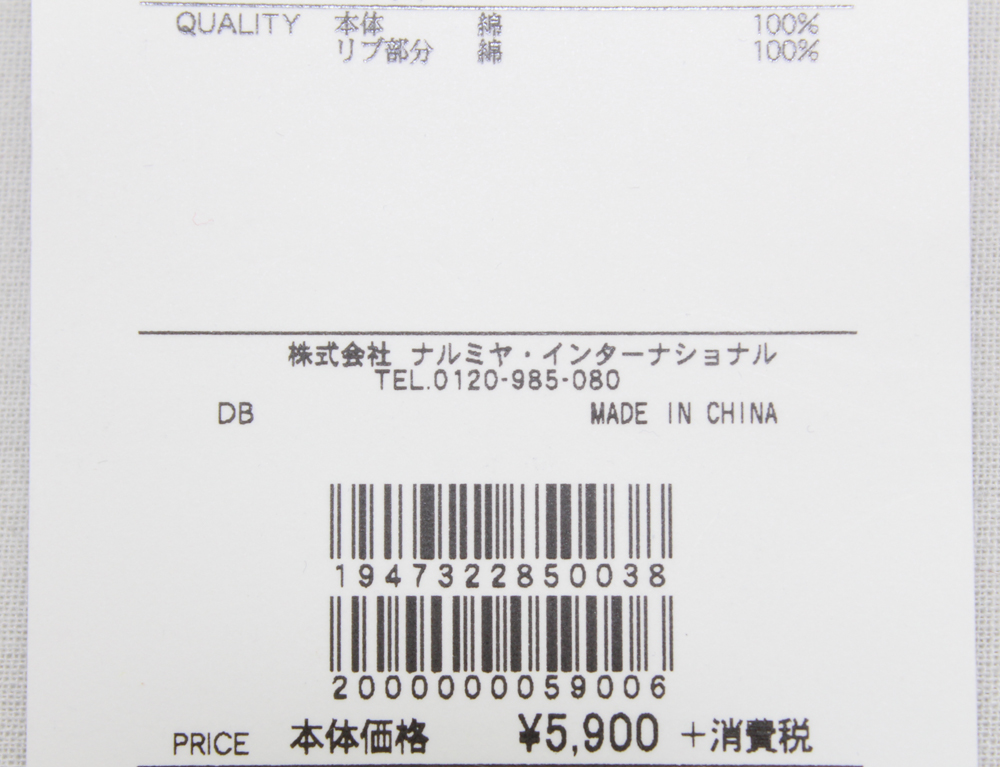 QUALITY 本体 綿 100%
リブ部分 綿 100%
株式会社 ナルミヤ・インターナショナル
TEL.0120-985-080
DB MADE IN CHINA
1947322850038
2000000059006
PRICE 本体価格 ¥5,900 +消費税